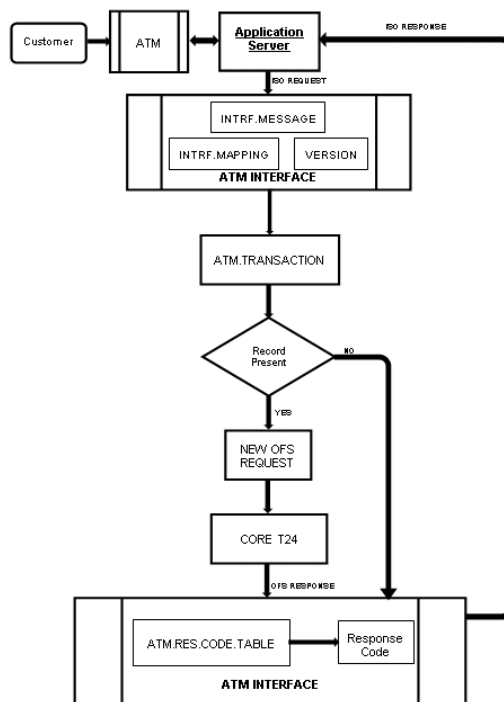 Customer
ATM
Application
Server
ISO RESPONSE
ISO REQUEST
INTRF.MESSAGE
INTRF.MAPPING
VERSION
ATM INTERFACE
ATM.TRANSACTION
Record
Present
NO
YES
NEW OFS
REQUEST
CORE T24
OFS RESPONSE
ATM.RES.CODE.TABLE
Response
Code
ATM INTERFACE